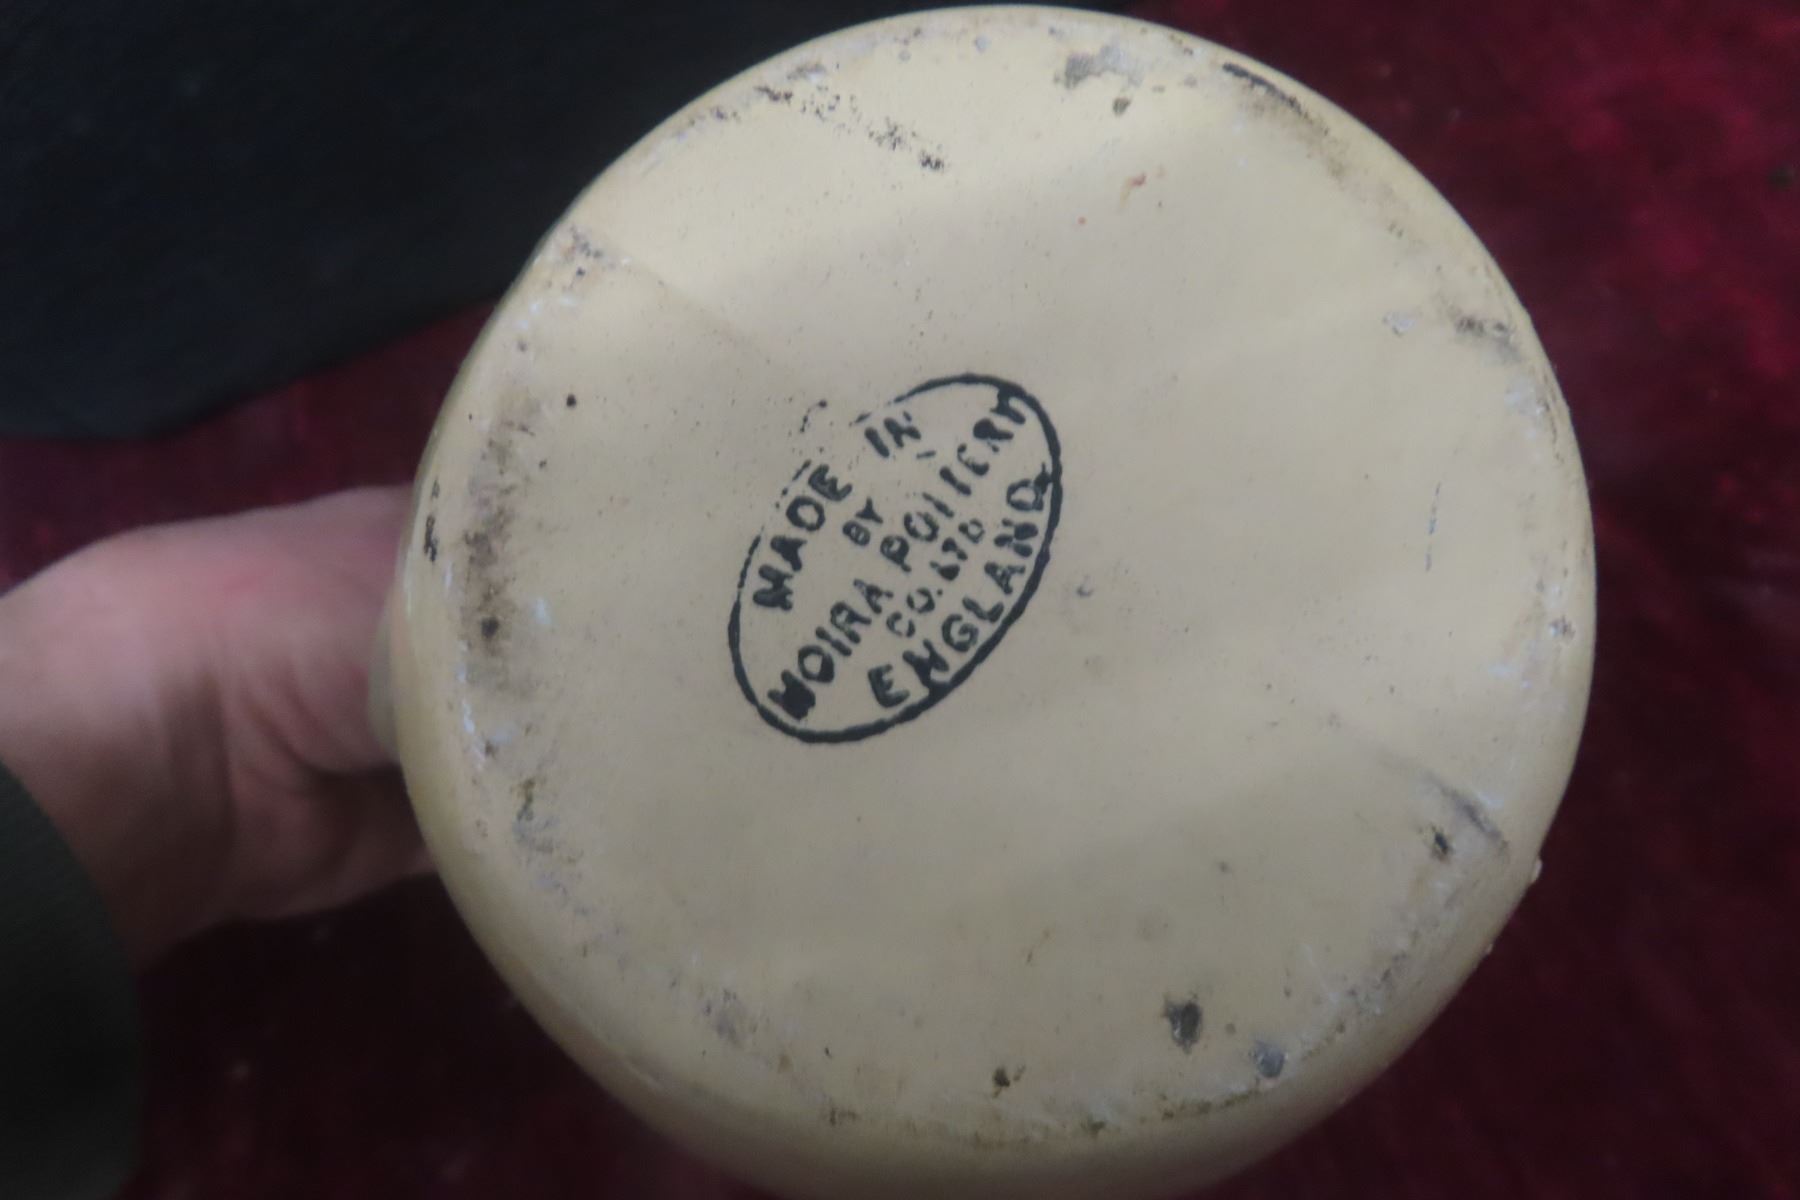 MADE IN
BY
MOIRA POTTERY
CO. LTD
ENGLAND